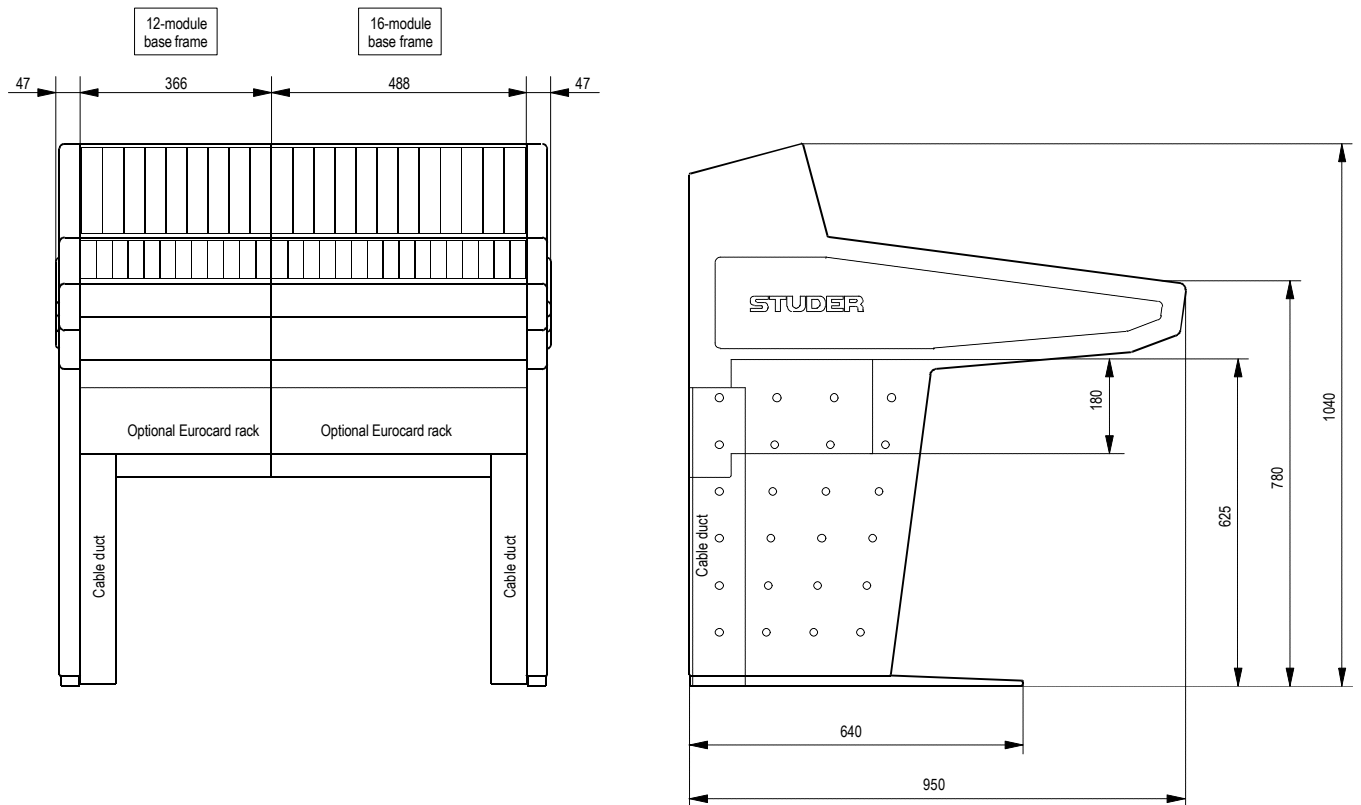 12-module
base frame
16-module
base frame
47
366
488
47
Optional Eurocard rack
Optional Eurocard rack
Cable duct
Cable duct
STUDER
Cable duct
180
625
780
1040
640
950